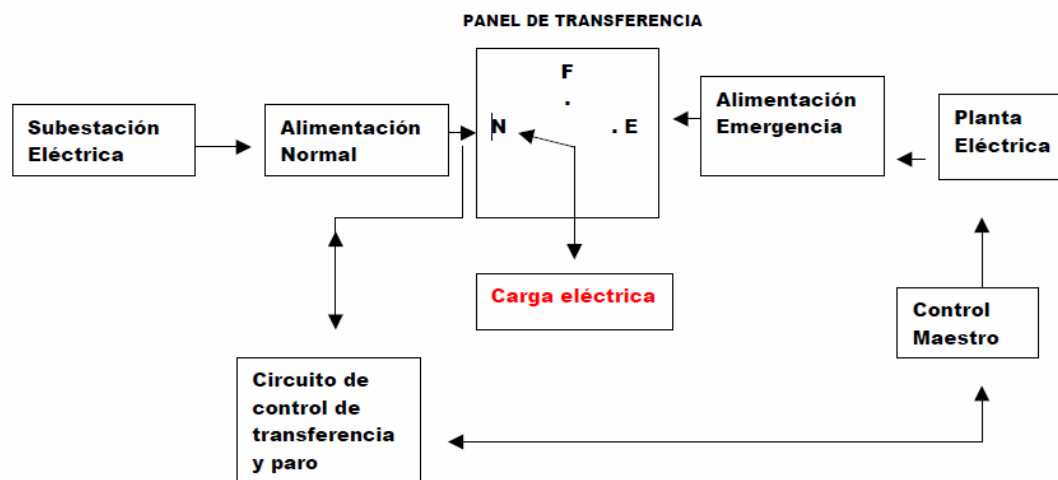 PANEL DE TRANSFERENCIA
F
.
N
. E
Subestación
Eléctrica
Alimentación
Normal
Alimentación
Emergencia
Planta
Eléctrica
Carga eléctrica
Control
Maestro
Circuito de
control de
transferencia
y paro